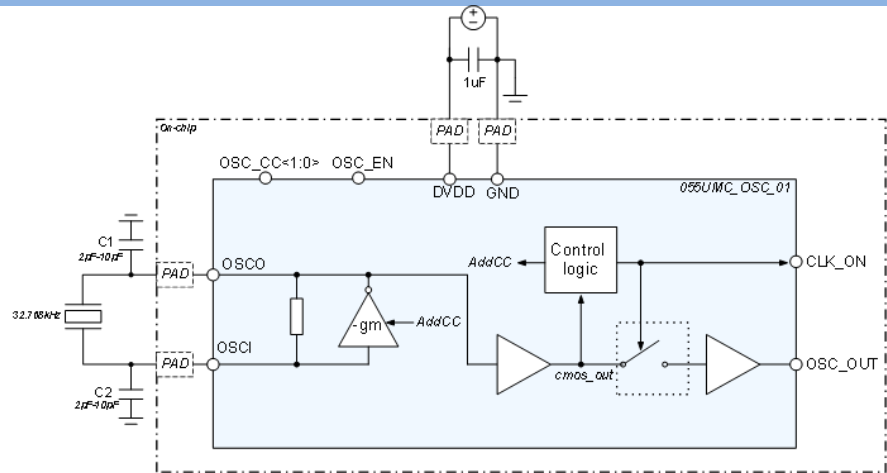 1uF
On-chip
PAD
PAD
OSC_CC<1:0>
OSC_EN
DVDD
GND
055UMC_OSC_01
C1
2pF-10pF
PAD
OSCO
AddCC
Control
logic
CLK_ON
32.768kHz
-gm
AddCC
PAD
OSCI
cmos_out
OSC_OUT
C2
2pF-10pF